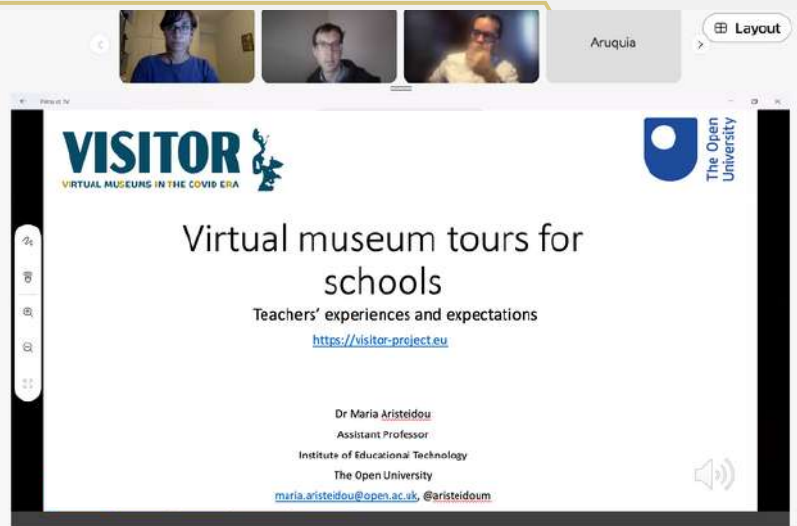 Aruquia
Layout
VISITOR
VIRTUAL MUSEUMS IN THE COVID ERA
The Open
University
Virtual museum tours for
schools
Teachers' experiences and expectations
https://visitor-project.eu
Dr Maria Aristeidou
Assistant Professor
Institute of Educational Technology
The Open University
maria.aristeidou@open.ac.uk, @aristeidoum